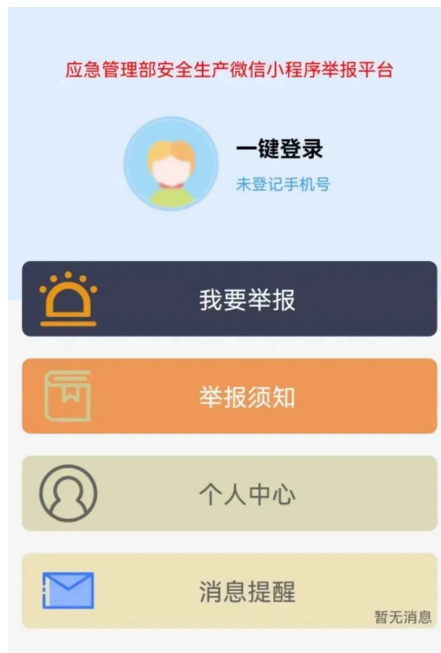 应急管理部安全生产微信小程序举报平台
一键登录
未登记手机号
我要举报
举报须知
个人中心
消息提醒
暂无消息